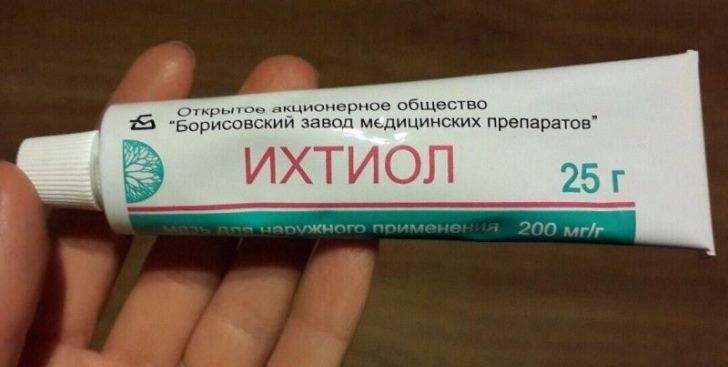 Открытое акционерное общество
"Борисовский завод медицинских препаратов"
ИХТИОЛ
25 г
мазь для наружного применения 200 мг/г